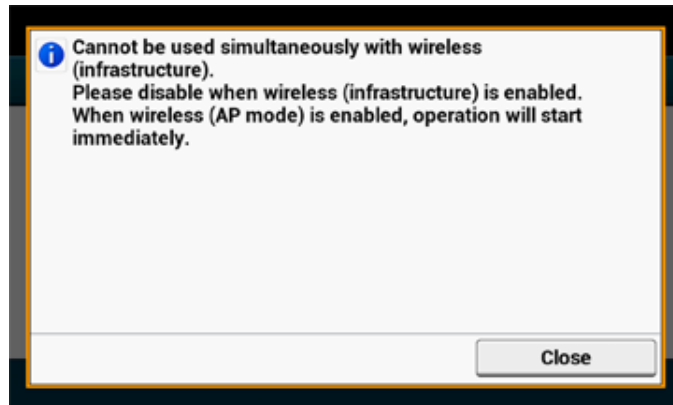 Cannot be used simultaneously with wireless
(infrastructure).
Please disable when wireless (infrastructure) is enabled.
When wireless (AP mode) is enabled, operation will start
immediately.
Close